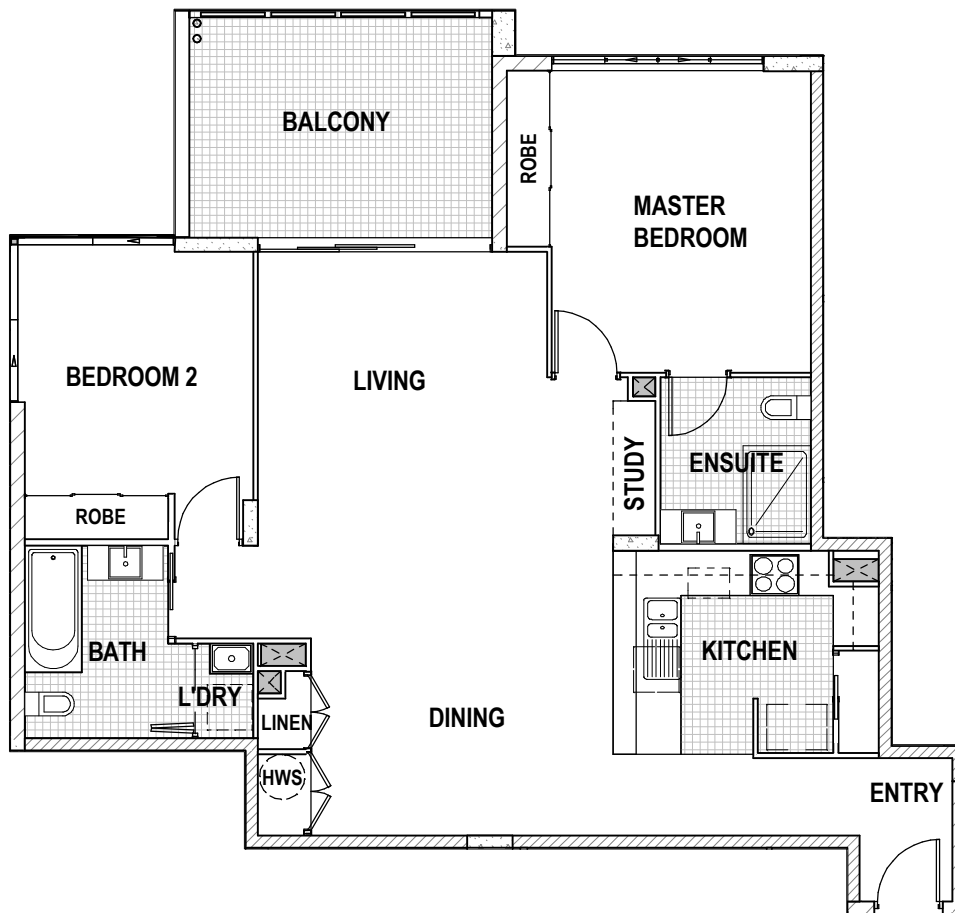 BALCONY
ROBE
MASTER
BEDROOM
BEDROOM 2
LIVING
STUDY
ENSUITE
ROBE
BATH
KITCHEN
L'DRY
LINEN
DINING
HWS
ENTRY